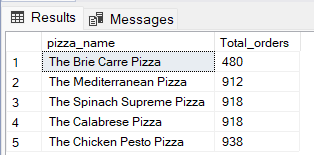 Results Messages
pizza_name Total_orders
1 The Brie Carre Pizza 480
2 The Mediterranean Pizza 912
3 The Spinach Supreme Pizza 918
4 The Calabrese Pizza 918
5 The Chicken Pesto Pizza 938